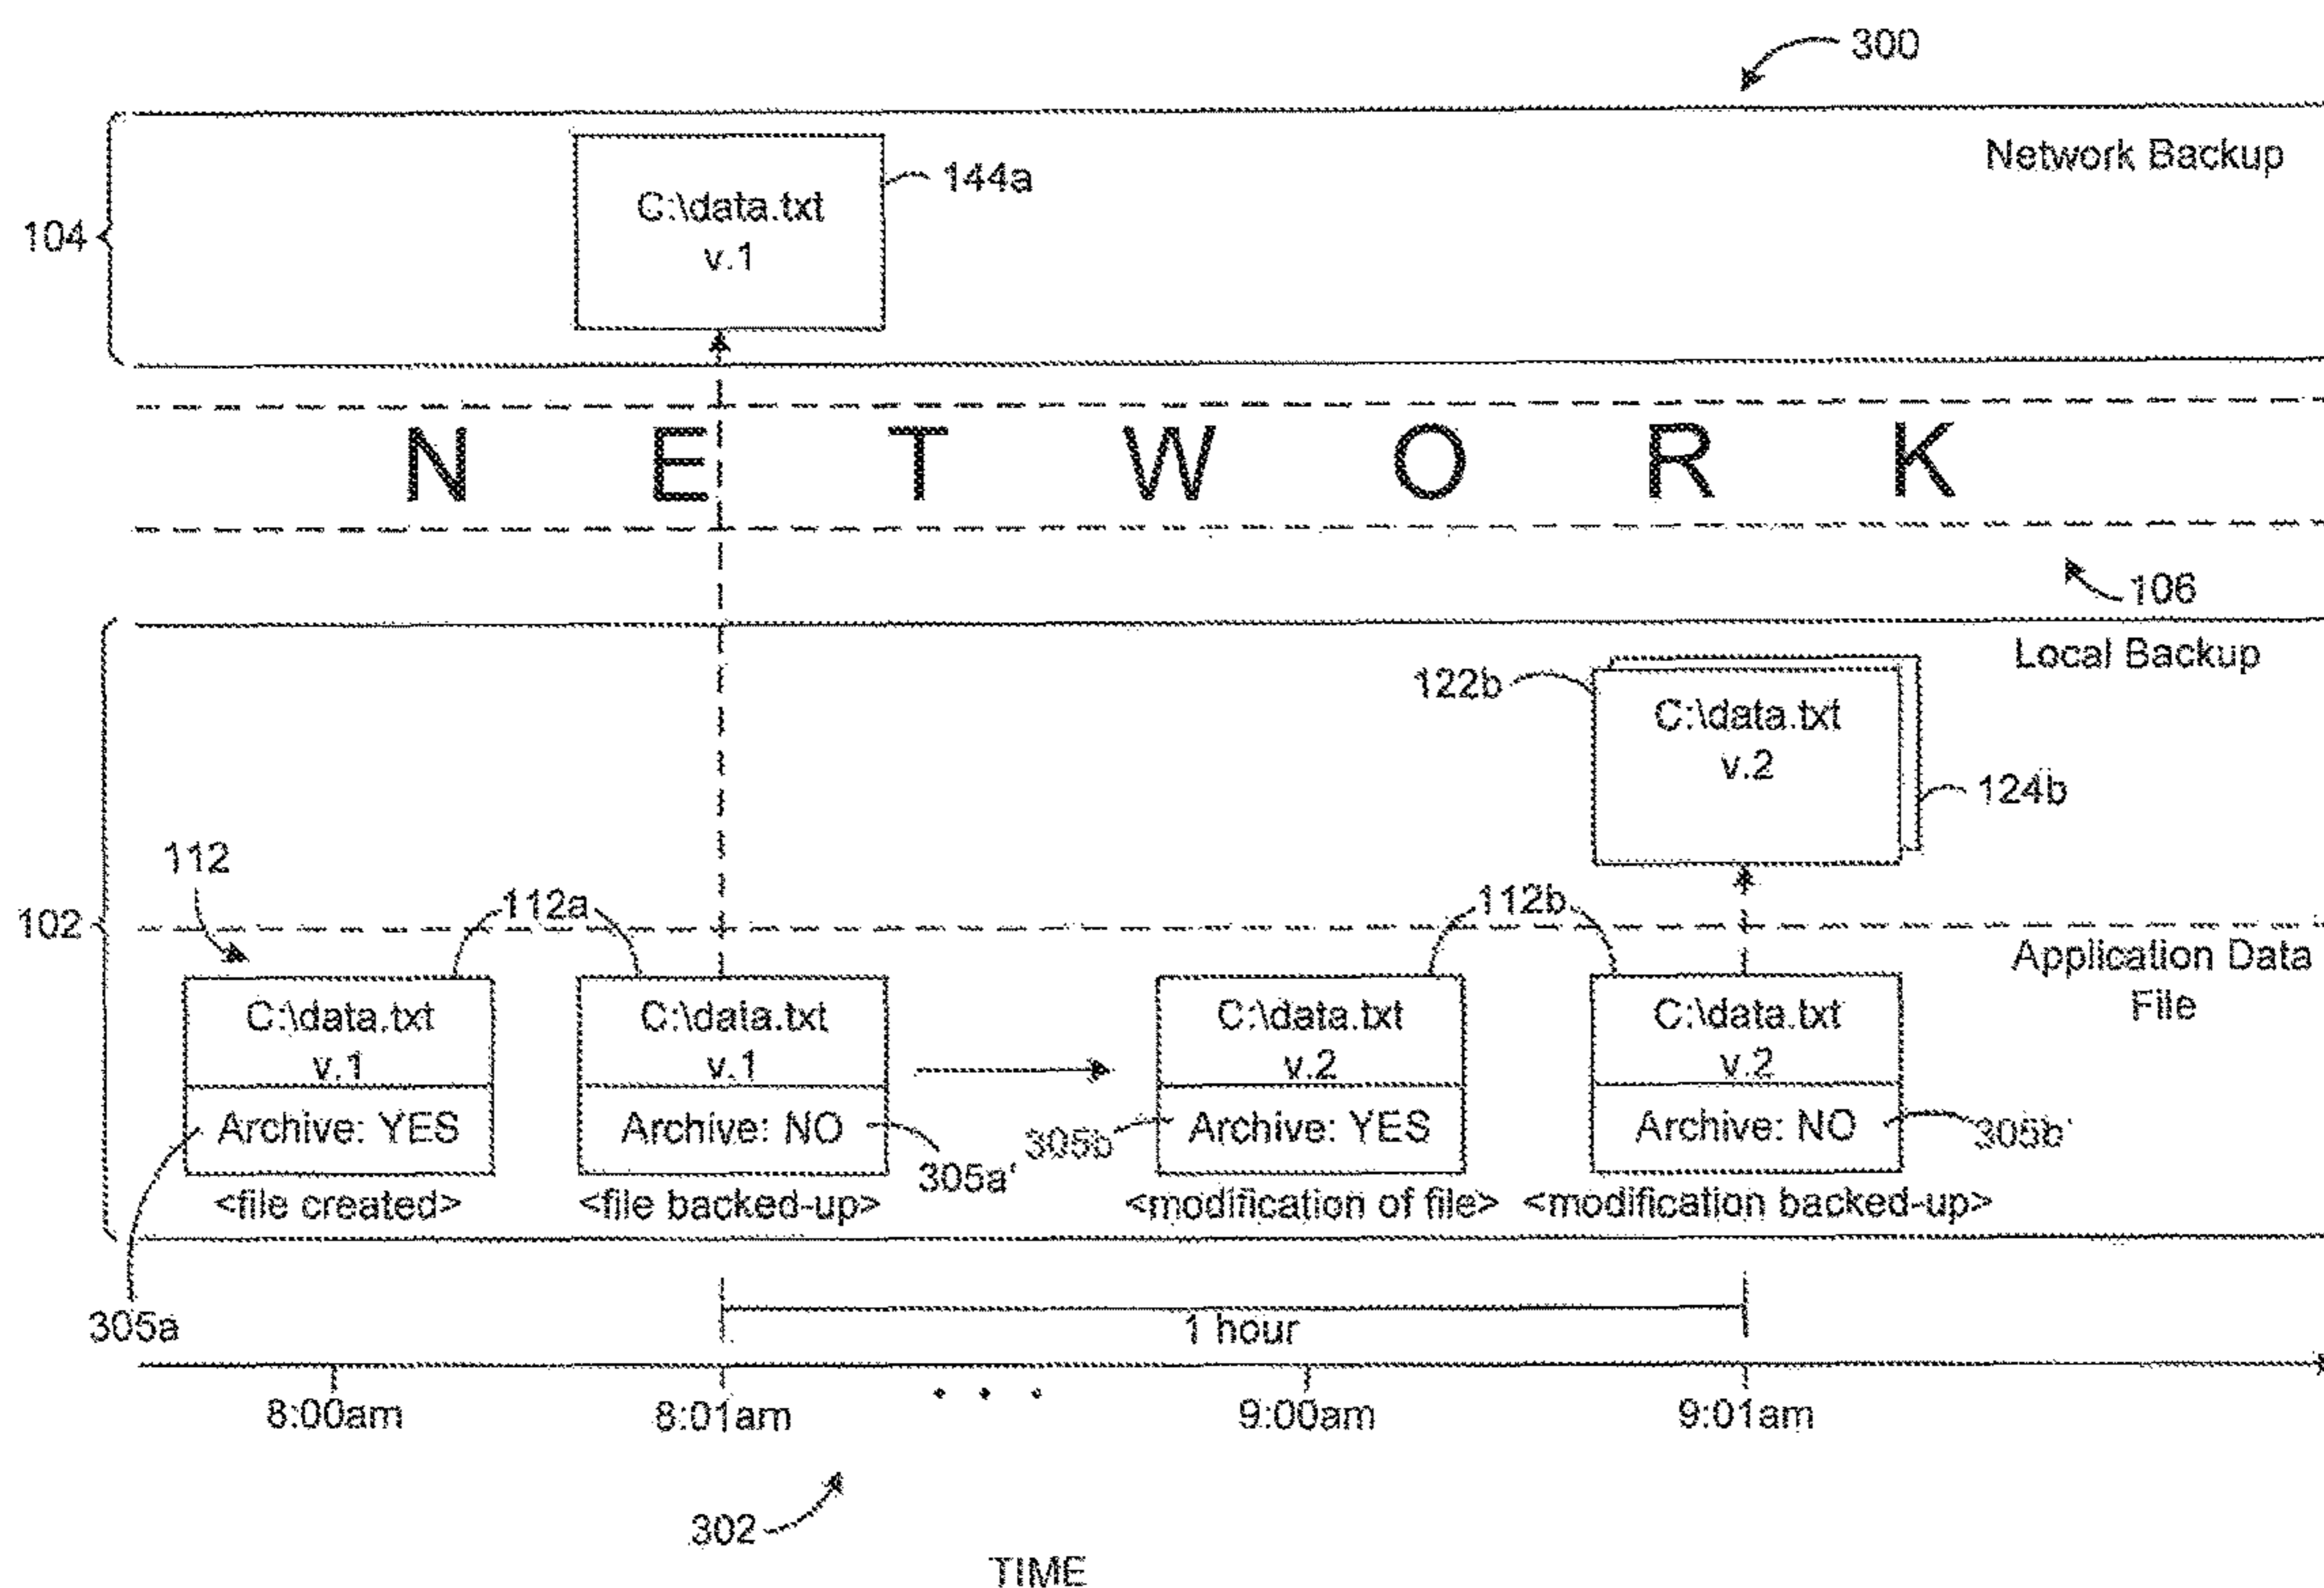 300
Network Backup
144a
C:\data.txt
v.1
104
N E T W O R K
106
Local Backup
122b
C:\data.txt
v.2
124b
112
112a
112b
102
Application Data
File
C:\data.txt
v.1
Archive: YES
<file created>
C:\data.txt
v.1
Archive: NO
<file backed-up>
305a'
305b
C:\data.txt
v.2
Archive: YES
<modification of file>
C:\data.txt
v.2
Archive: NO
<modification backed-up>
305b'
305a
1 hour
8:00am
8:01am
. . .
9:00am
9:01am
302
TIME